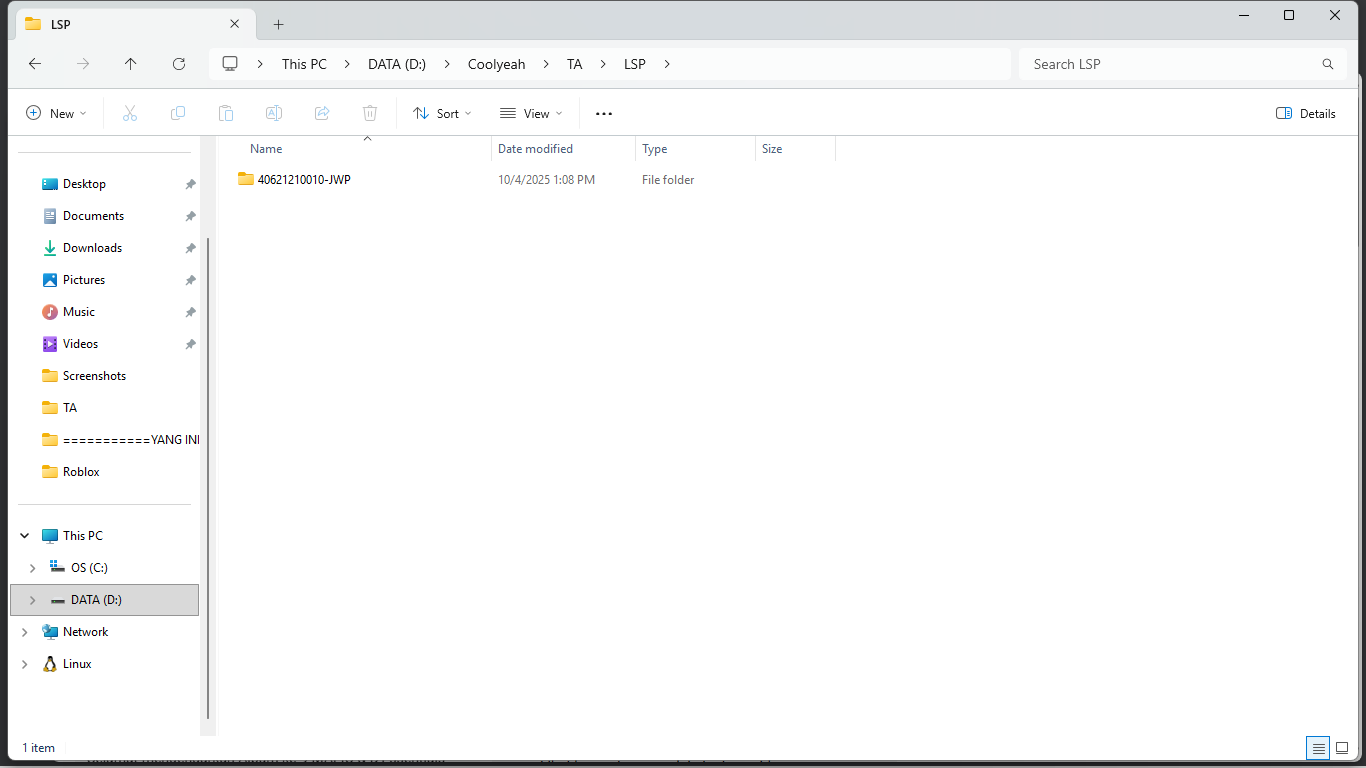 LSP
This PC
DATA (D:)
Coolyeah
TA
LSP
Search LSP
New
Sort
View
Details
Name
Date modified
Type
Size
40621210010-JWP
10/4/2025 1:08 PM
File folder
Desktop
Documents
Downloads
Pictures
Music
Videos
Screenshots
TA
===========YANG INI
Roblox
This PC
OS (C:)
DATA (D:)
Network
Linux
1 item